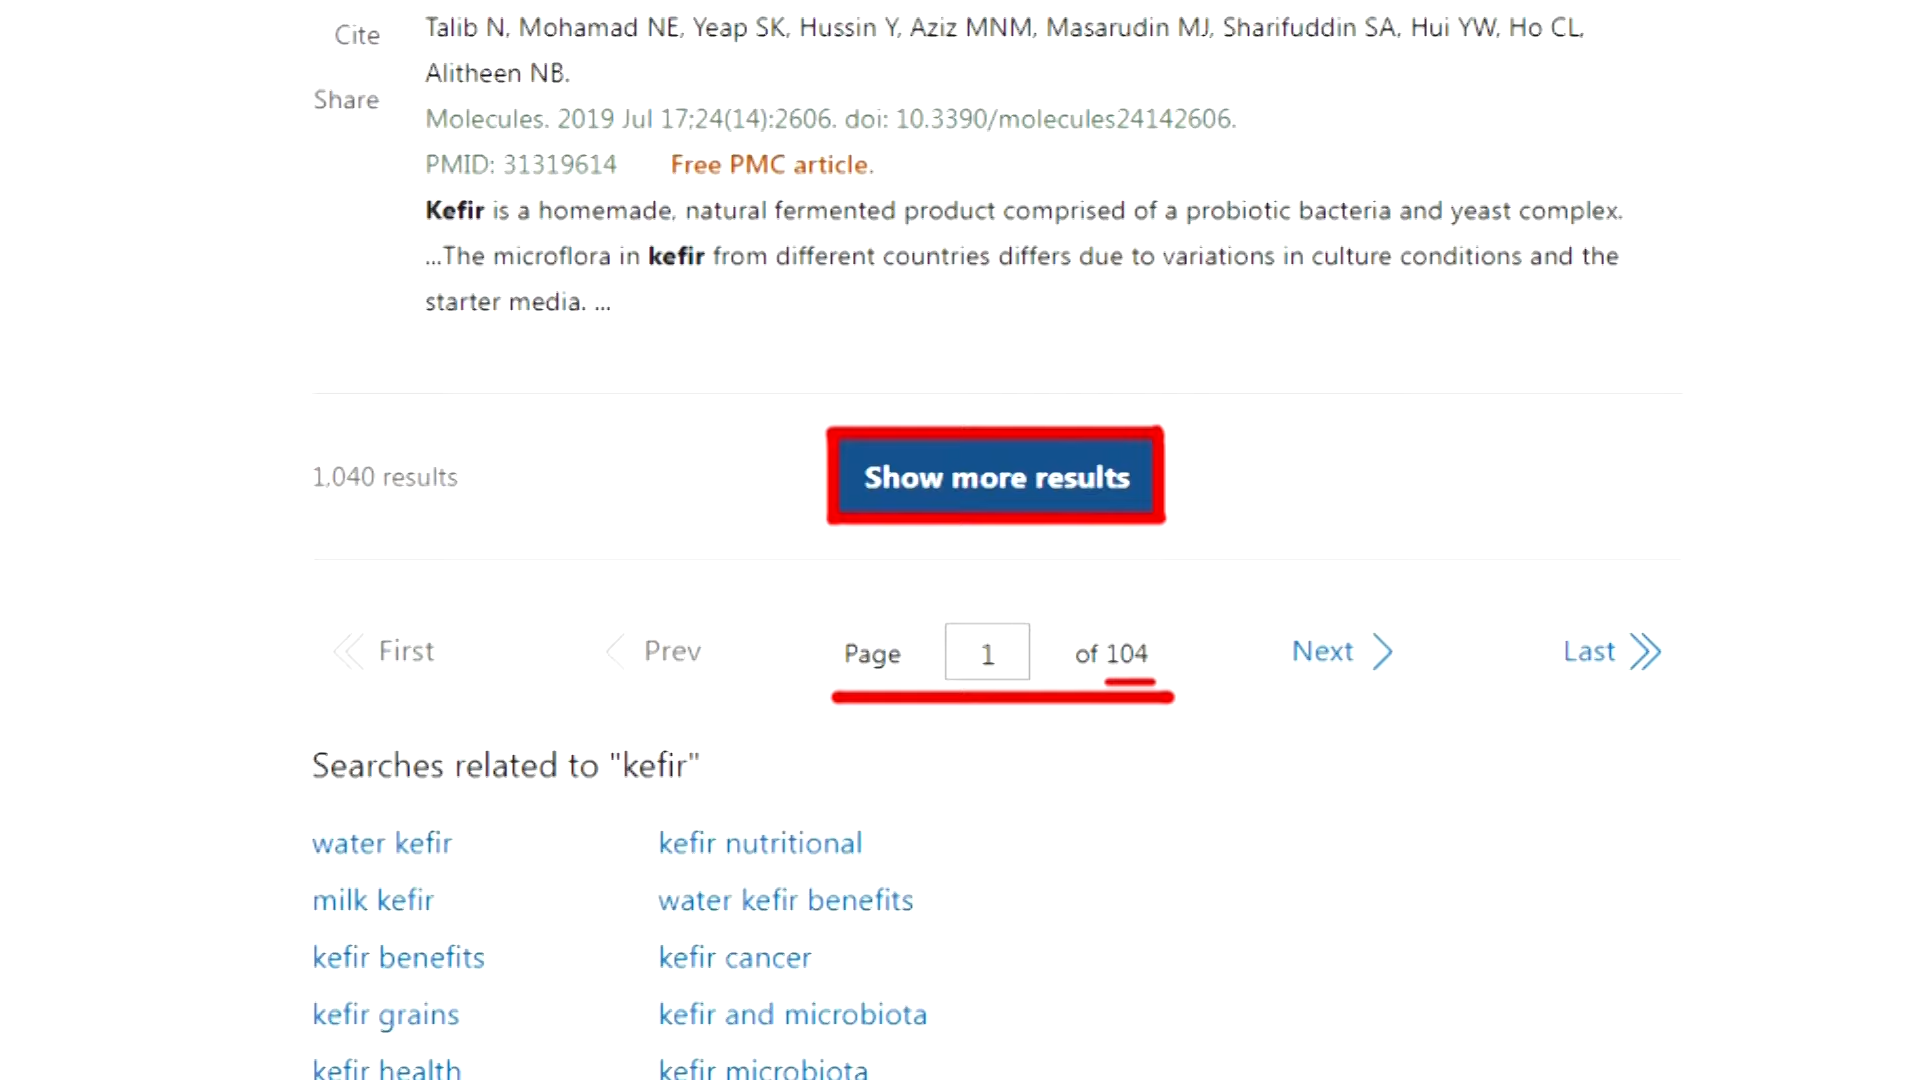 Cite
Share
Talib N, Mohamad NE, Yeap SK, Hussin Y, Aziz MNM, Masarudin MJ, Sharifuddin SA, Hui YW, Ho CL,
Alitheen NB.
Molecules. 2019 Jul 17;24(14):2606. doi: 10.3390/molecules24142606.
PMID: 31319614 Free PMC article.
Kefir is a homemade, natural fermented product comprised of a probiotic bacteria and yeast complex.
...The microflora in kefir from different countries differs due to variations in culture conditions and the
starter media. ...
1,040 results
Show more results
First Prev Page 1 of 104 Next Last
Searches related to "kefir"
water kefir
milk kefir
kefir benefits
kefir grains
kefir health
kefir nutritional
water kefir benefits
kefir cancer
kefir and microbiota
kefir microbiota